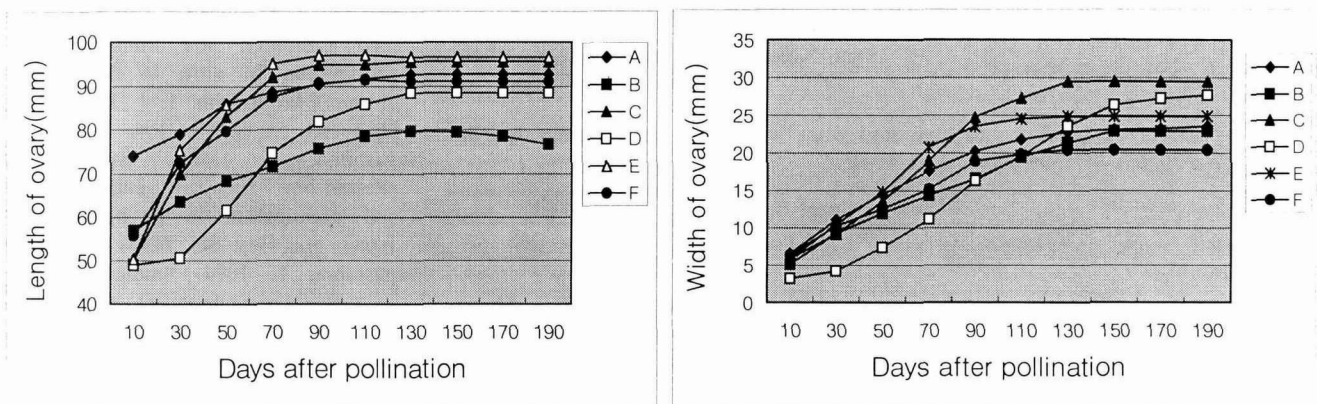 Length of ovary(mm)
100
90
80
70
60
50
40
10 30 50 70 90 110 130 150 170 190
Days after pollination
A
B
C
D
E
F
Width of ovary(mm)
35
30
25
20
15
10
5
0
10 30 50 70 90 110 130 150 170 190
Days after pollination
A
B
C
D
E
F